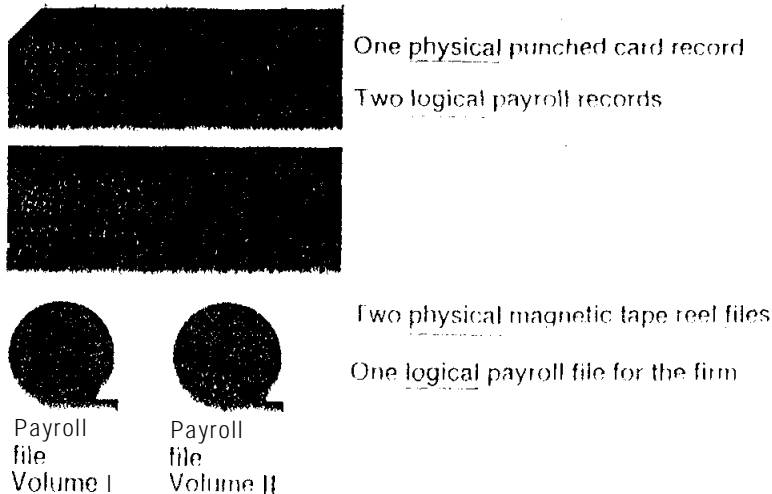 One physical punched card record
Two logical payroll records
Two physical magnetic tape reel files
One logical payroll file for the firm
Payroll
file
Volume I
Payroll
file
Volume II